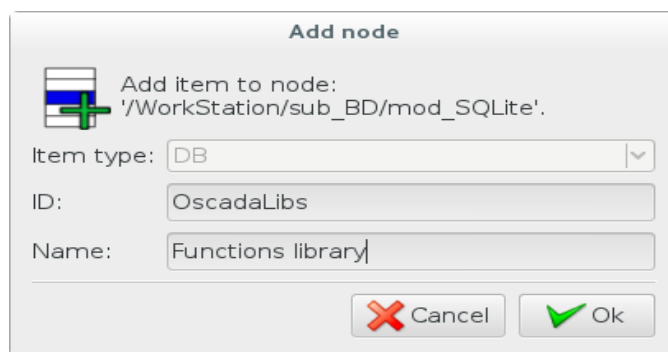 Add node
Add item to node:
'/WorkStation/sub_BD/mod_SQLite'.
Item type: DB
ID: OscadaLibs
Name: Functions library
Cancel Ok